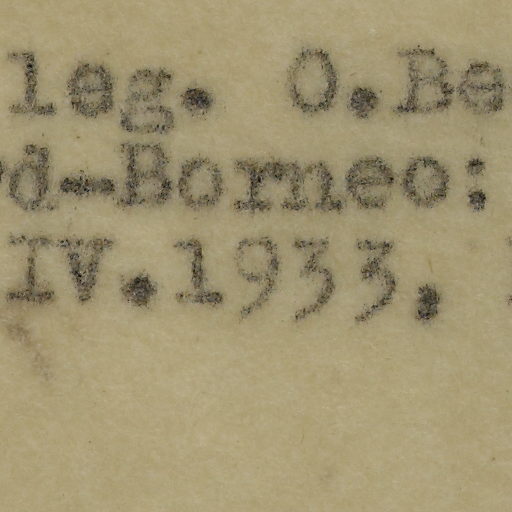 leg. O.Be
d-Borneo:
IV.1933.